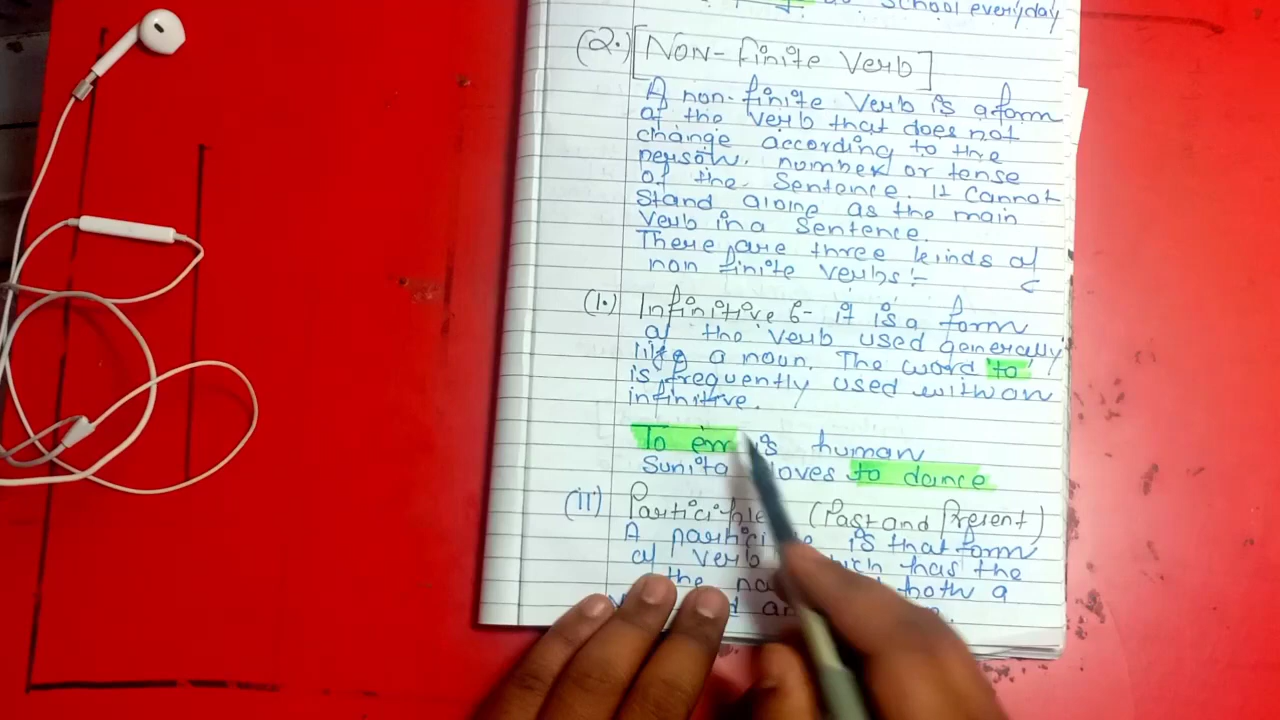 School everyday
(2.) [Non-finite Verb]
A non-finite Verb is a form
of the verb that does not
change according to the
person, number or tense
of the Sentence. It Cannot
Stand alone as the main
Verb in a Sentence.
There are three kinds of
non finite verbs:-
(i.) Infinitive :- it is a form
of the verb used generally
like a noun. The word 'to'
is frequently used with an
infinitive.
To err is human
Sunita loves to dance
(ii) Participle (Past and Present)
A participle is that form
of verb which has the
the both a